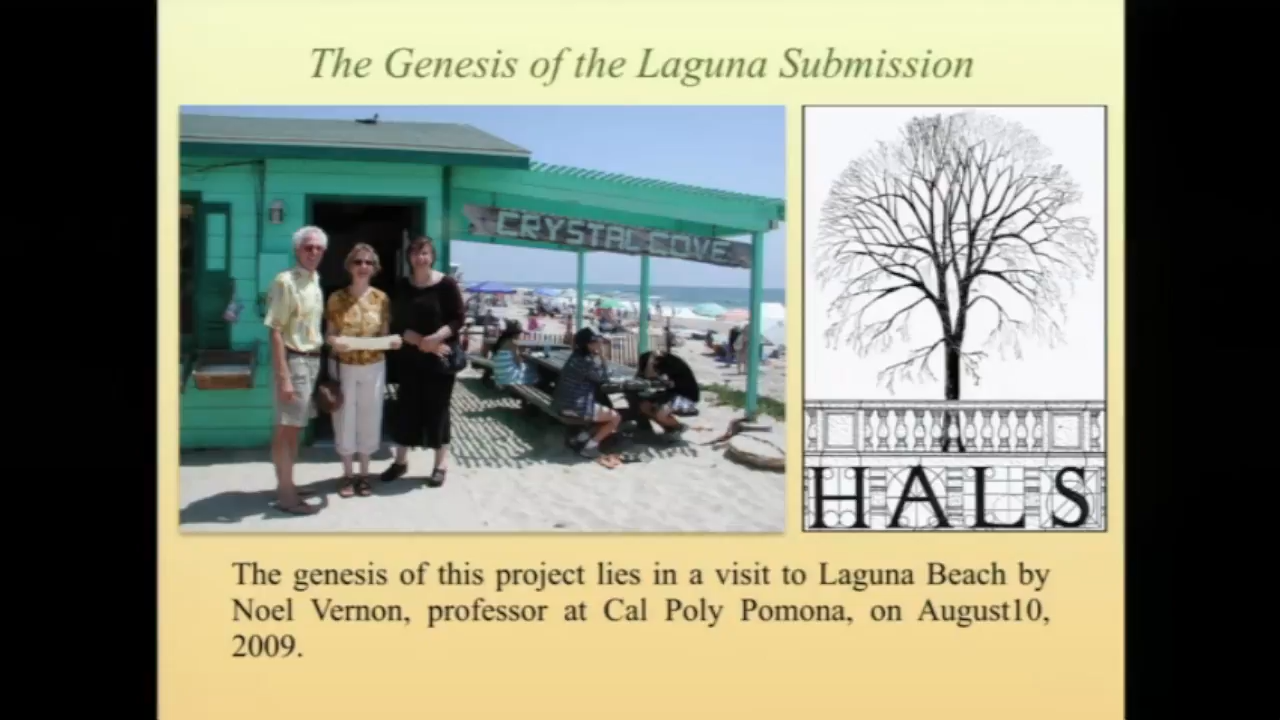 The Genesis of the Laguna Submission
CRYSTAL COVE
HALS
The genesis of this project lies in a visit to Laguna Beach by
Noel Vernon, professor at Cal Poly Pomona, on August10,
2009.